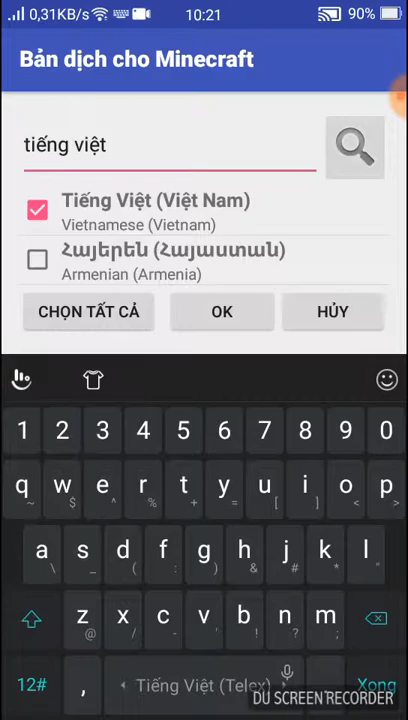 0,31KB/s 10:21 90%
Bản dịch cho Minecraft
tiếng việt
Tiếng Việt (Việt Nam)
Vietnamese (Vietnam)
Հայերեն (Հայաստան)
Armenian (Armenia)
CHỌN TẤT CẢ OK HỦY
1 2 3 4 5 6 7 8 9 0
q w e r t y u i o p
~ $ ^ % + < [ ] < >
a s d f g h j k l
\ _ ( : ) & # * "
z x c v b n m
@ / - ' ! ; ?
12# , Tiếng Việt (Telex) Xong
DU SCREEN RECORDER